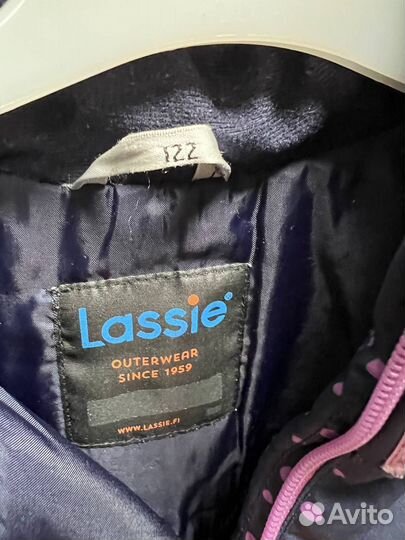 122
Lassie
OUTERWEAR
SINCE 1959
WWW.LASSIE.FI
Avito